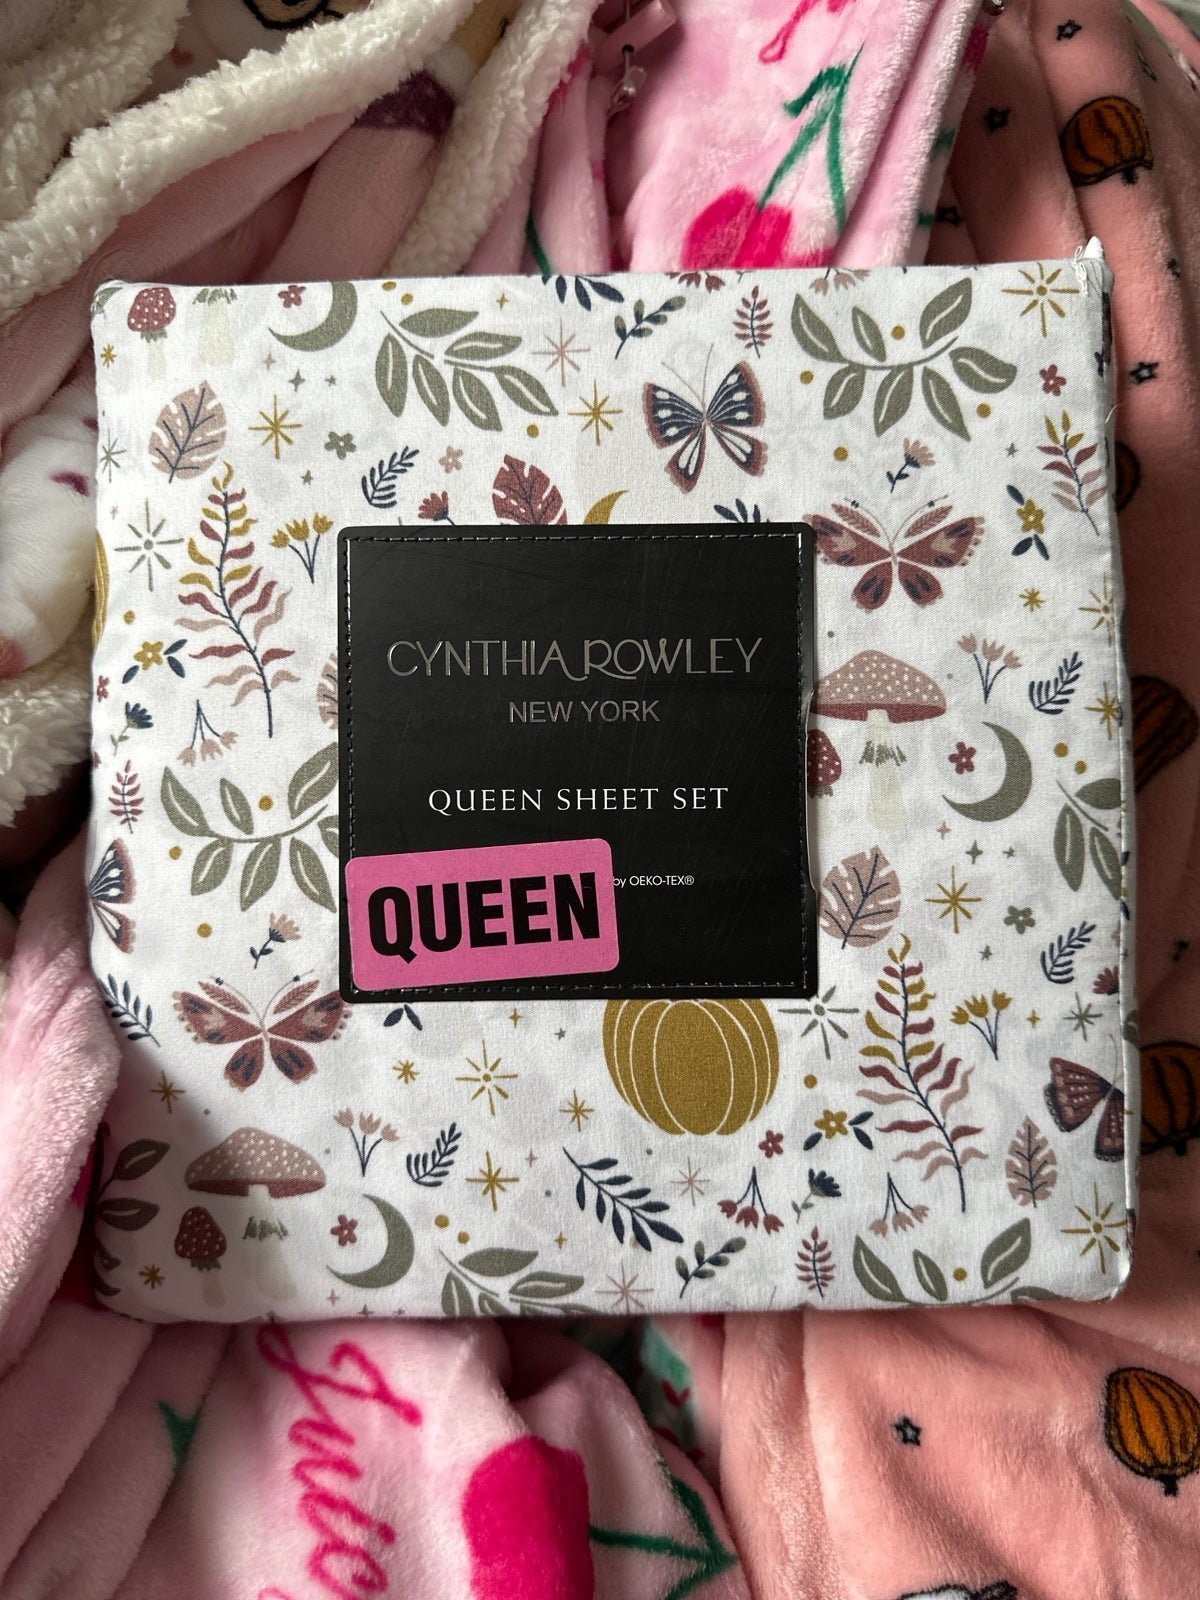 CYNTHIA ROWLEY
NEW YORK
QUEEN SHEET SET
by OEKO-TEX®
QUEEN